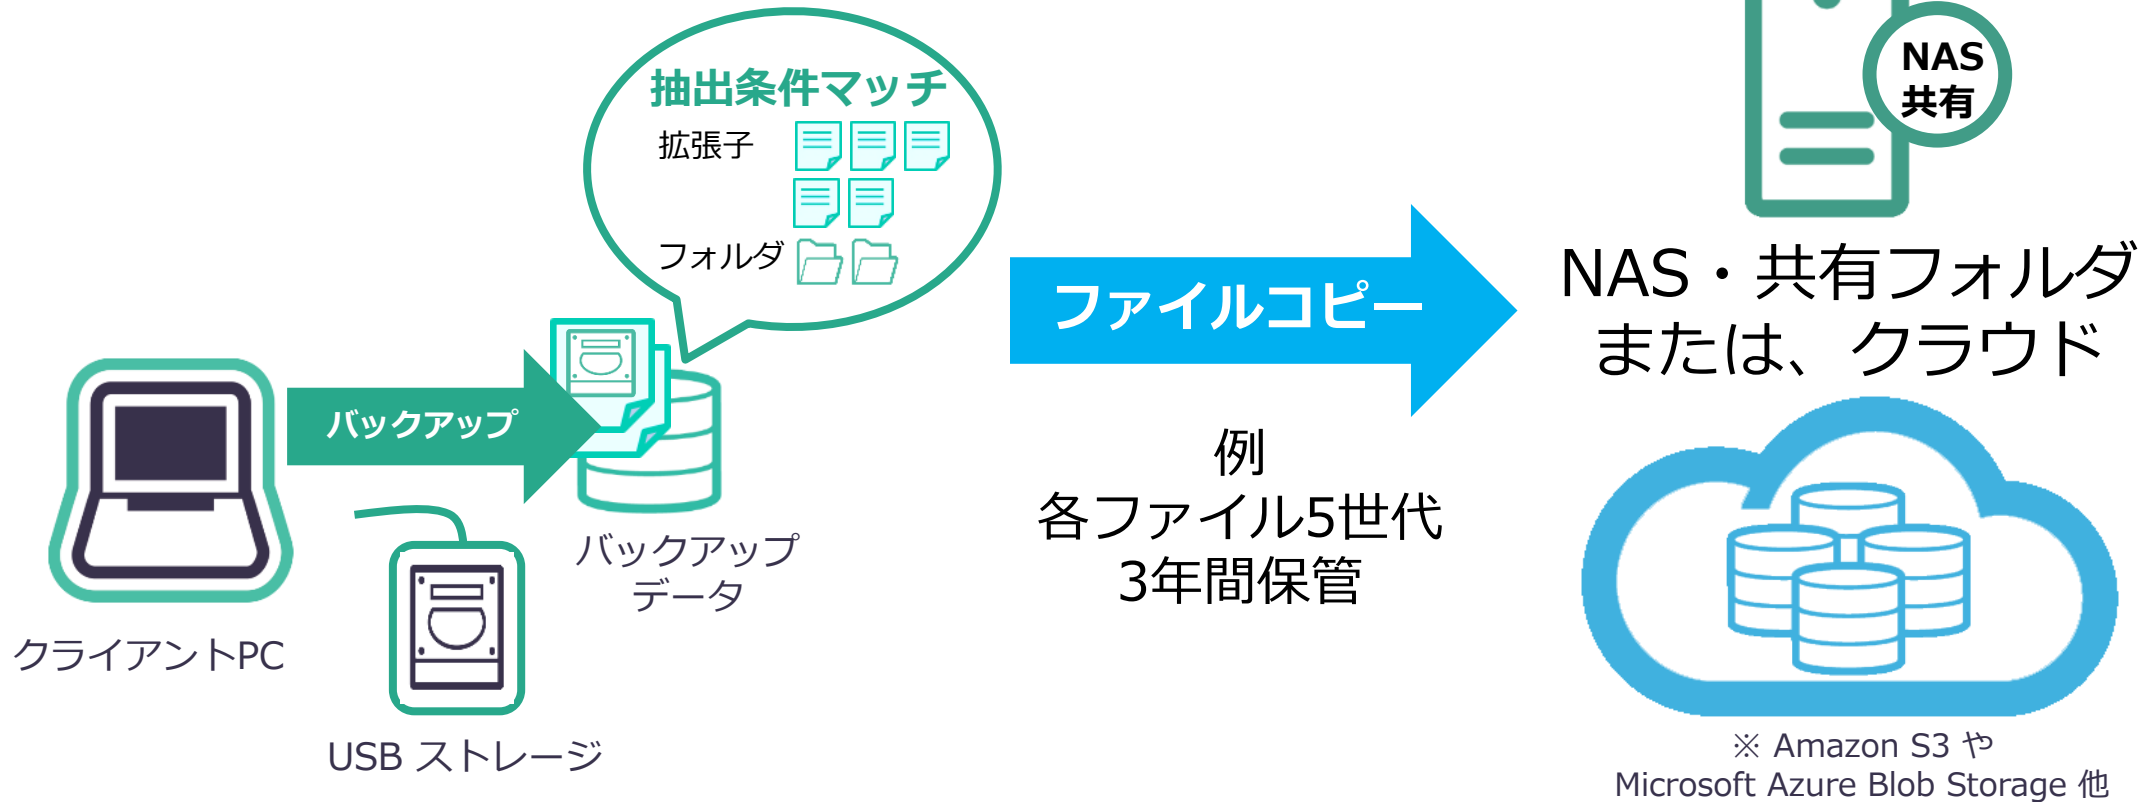 抽出条件マッチ
拡張子
フォルダ
バックアップ
バックアップ
データ
クライアントPC
USB ストレージ
ファイルコピー
例
各ファイル5世代
3年間保管
NAS
共有
NAS・共有フォルダ
または、クラウド
※ Amazon S3 や
Microsoft Azure Blob Storage 他